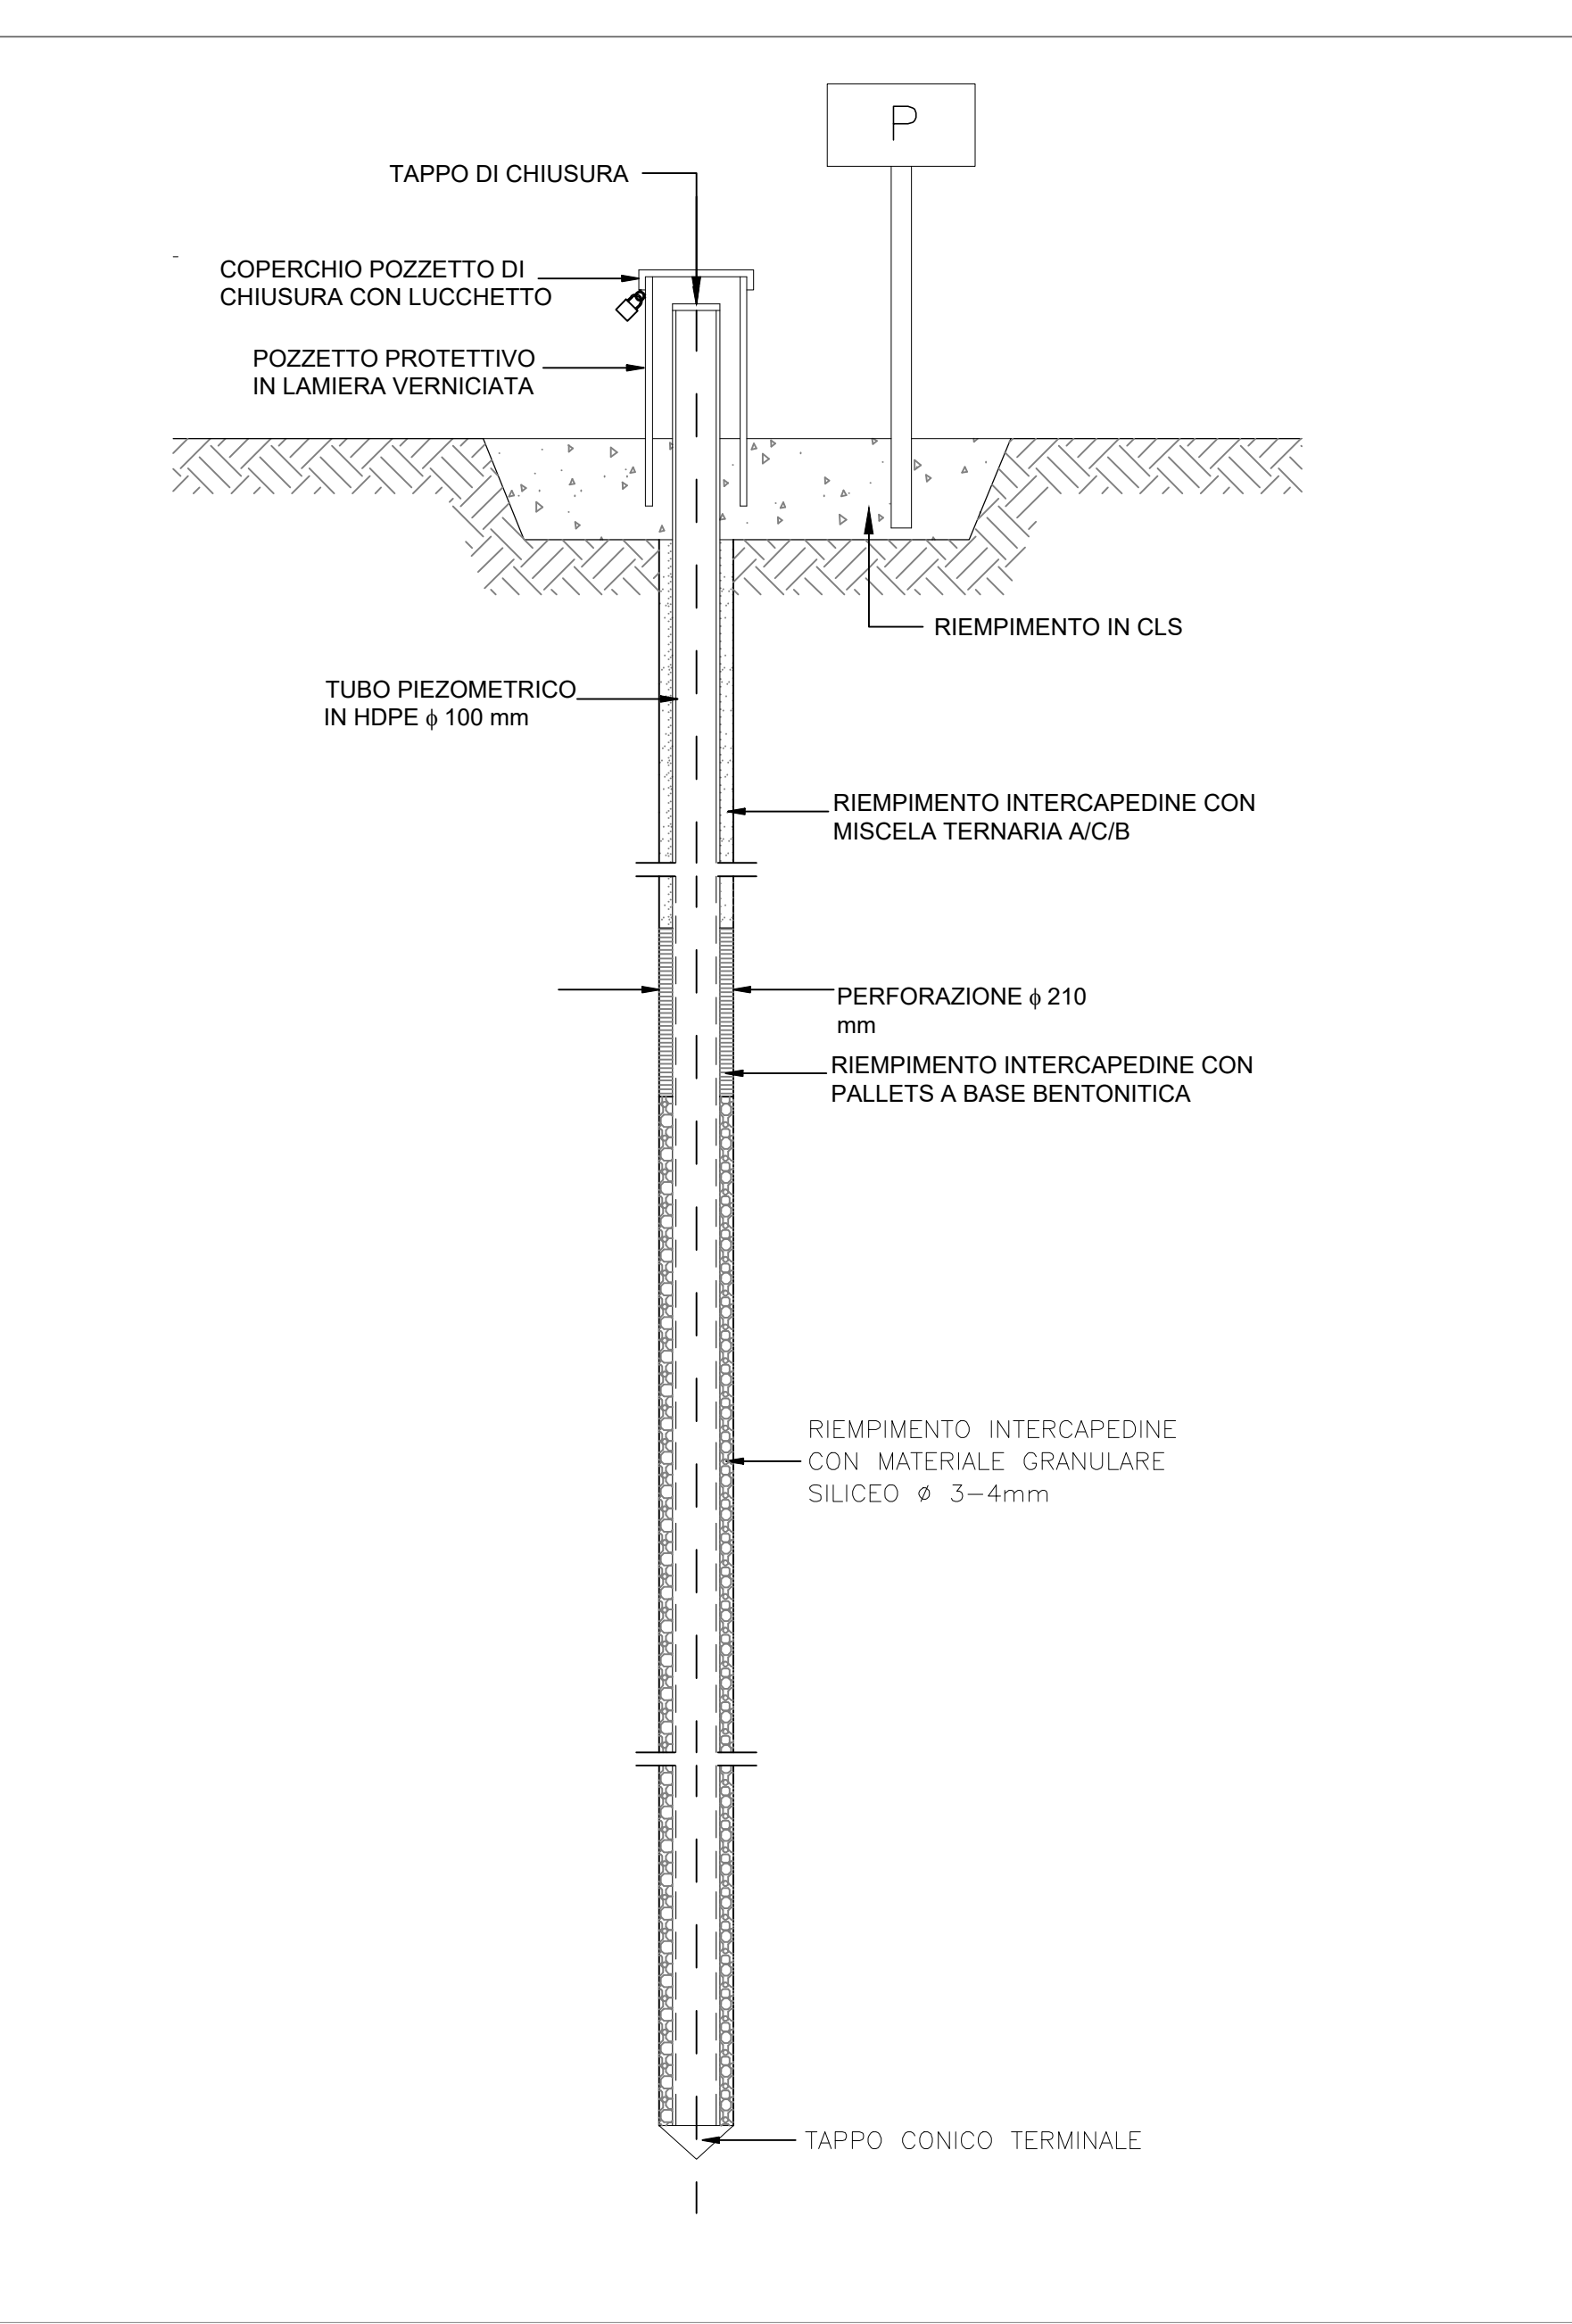 P
TAPPO DI CHIUSURA
COPERCHIO POZZETTO DI
CHIUSURA CON LUCCHETTO
POZZETTO PROTETTIVO
IN LAMIERA VERNICIATA
RIEMPIMENTO IN CLS
TUBO PIEZOMETRICO
IN HDPE ϕ 100 mm
RIEMPIMENTO INTERCAPEDINE CON
MISCELA TERNARIA A/C/B
PERFORAZIONE ϕ 210
mm
RIEMPIMENTO INTERCAPEDINE CON
PALLETS A BASE BENTONITICA
RIEMPIMENTO INTERCAPEDINE
CON MATERIALE GRANULARE
SILICEO ø 3-4mm
TAPPO CONICO TERMINALE